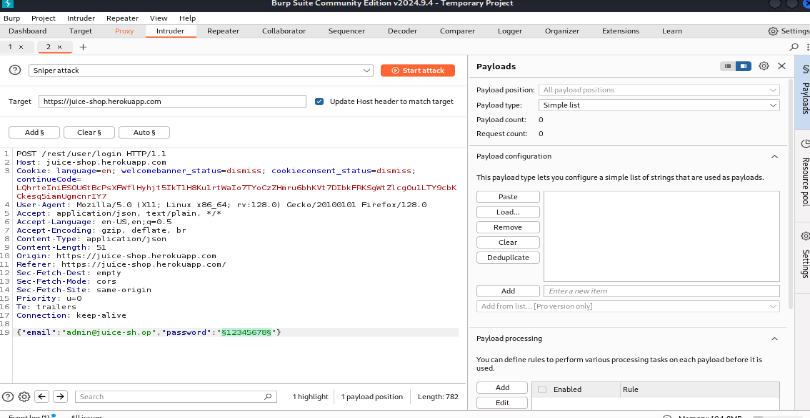 Burp Suite Community Edition v2024.9.4 - Temporary Project
Burp Project Intruder Repeater View Help
Dashboard Target Proxy Intruder Repeater Collaborator Sequencer Decoder Comparer Logger Organizer Extensions Learn Settings
1 × 2 × +
Sniper attack Start attack
Target https://juice-shop.herokuapp.com Update Host header to match target
Add § Clear § Auto §
1 POST /rest/user/login HTTP/1.1
2 Host: juice-shop.herokuapp.com
3 Cookie: language=en; welcomebanner_status=dismiss; cookieconsent_status=dismiss;
continueCode=
4 User-Agent: Mozilla/5.0 (X11; Linux x86_64; rv:128.0) Gecko/20100101 Firefox/128.0
5 Accept: application/json, text/plain, */*
6 Accept-Language: en-US,en;q=0.5
7 Accept-Encoding: gzip, deflate, br
8 Content-Type: application/json
9 Content-Length: 51
10 Origin: https://juice-shop.herokuapp.com
11 Referer: https://juice-shop.herokuapp.com/
12 Sec-Fetch-Dest: empty
13 Sec-Fetch-Mode: cors
14 Sec-Fetch-Site: same-origin
15 Priority: u=0
16 Te: trailers
17 Connection: keep-alive
18
19 {"email":"admin@juice-sh.op","password":"§12345678§"}
Search 1 highlight 1 payload position Length: 782
Payloads
Payload position: All payload positions
Payload type: Simple list
Payload count: 0
Request count: 0
Payload configuration
This payload type lets you configure a simple list of strings that are used as payloads.
Paste
Load...
Remove
Clear
Deduplicate
Add Enter a new item
Add from list... [Pro version only]
Payload processing
You can define rules to perform various processing tasks on each payload before it is
used.
Add Enabled Rule
Edit
Payloads
Resource pool
Settings